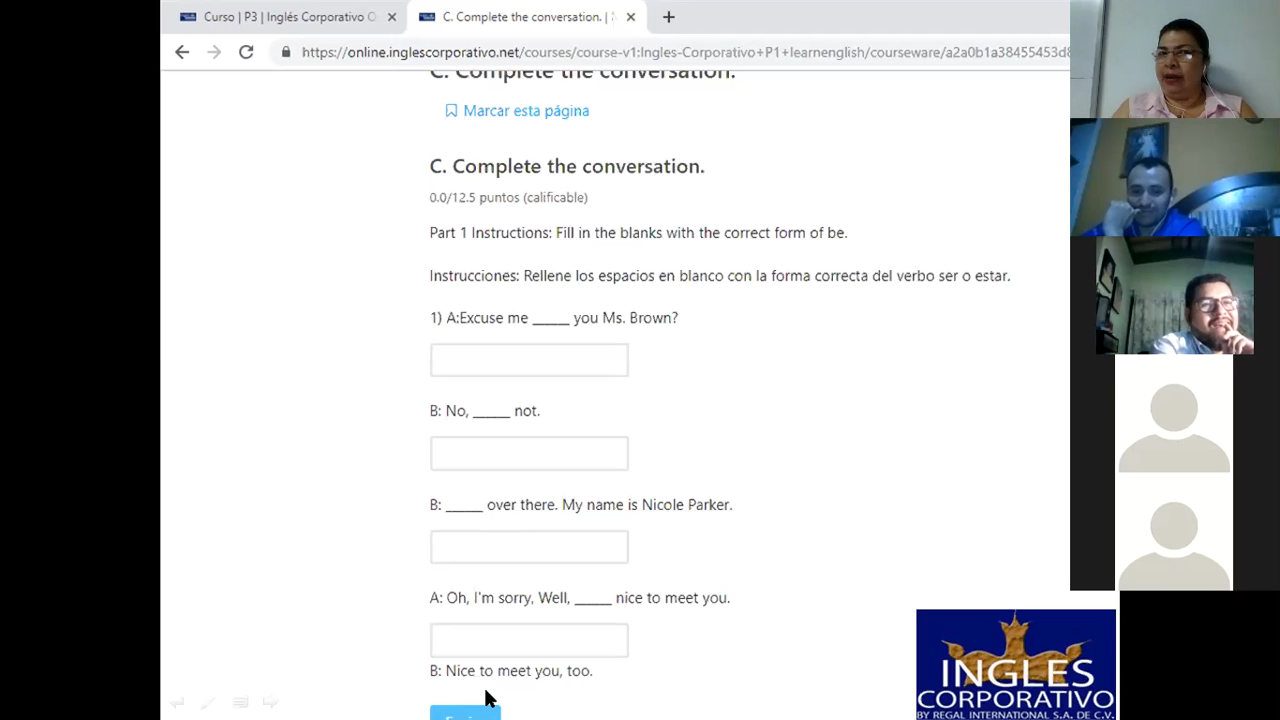 Curso | P3 | Inglés Corporativo O
C. Complete the conversation. |
https://online.inglescorporativo.net/courses/course-v1:Ingles-Corporativo+P1+learnenglish/courseware/a2a0b1a38455453d8
C. Complete the conversation.
Marcar esta página
C. Complete the conversation.
0.0/12.5 puntos (calificable)
Part 1 Instructions: Fill in the blanks with the correct form of be.
Instrucciones: Rellene los espacios en blanco con la forma correcta del verbo ser o estar.
1) A:Excuse me _____ you Ms. Brown?
B: No, _____ not.
B: _____ over there. My name is Nicole Parker.
A: Oh, I'm sorry, Well, _____ nice to meet you.
B: Nice to meet you, too.
INGLES
CORPORATIVO
BY REGAL INTERNATIONAL S.A. DE C.V.